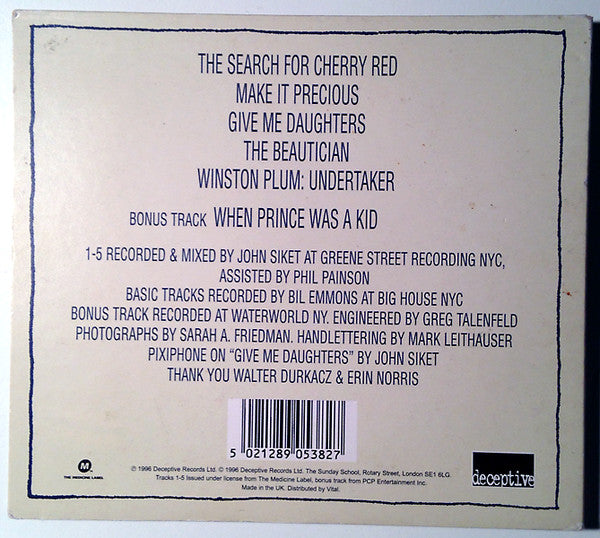 THE SEARCH FOR CHERRY RED
MAKE IT PRECIOUS
GIVE ME DAUGHTERS
THE BEAUTICIAN
WINSTON PLUM: UNDERTAKER
BONUS TRACK WHEN PRINCE WAS A KID
1-5 RECORDED & MIXED BY JOHN SIKET AT GREENE STREET RECORDING NYC,
ASSISTED BY PHIL PAINSON
BASIC TRACKS RECORDED BY BIL EMMONS AT BIG HOUSE NYC
BONUS TRACK RECORDED AT WATERWORLD NY. ENGINEERED BY GREG TALENFELD
PHOTOGRAPHS BY SARAH A. FRIEDMAN. HANDLETTERING BY MARK LEITHAUSER
PIXIPHONE ON "GIVE ME DAUGHTERS" BY JOHN SIKET
THANK YOU WALTER DURKACZ & ERIN NORRIS
5 021289 053827
M
THE MEDICINE LABEL
℗ 1996 Deceptive Records Ltd. © 1996 Deceptive Records Ltd. The Sunday School, Rotary Street, London SE1 6LG.
Tracks 1-5 Issued under license from The Medicine Label, bonus track from PCP Entertainment Inc.
Made in the UK. Distributed by Vital.
deceptive